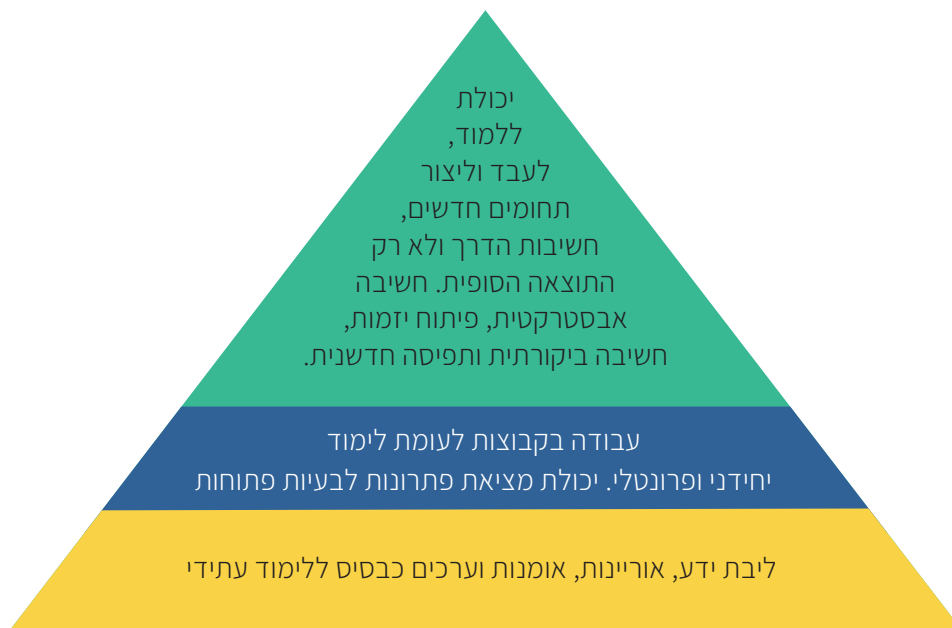 יכולת
ללמוד,
לעבד וליצור
תחומים חדשים,
חשיבות הדרך ולא רק
התוצאה הסופית. חשיבה
אבסטרקטית, פיתוח יזמות,
חשיבה ביקורתית ותפיסה חדשנית.
עבודה בקבוצות לעומת לימוד
יחידני ופרונטלי. יכולת מציאת פתרונות לבעיות פתוחות
ליבת ידע, אוריינות, אומנות וערכים כבסיס ללימוד עתידי